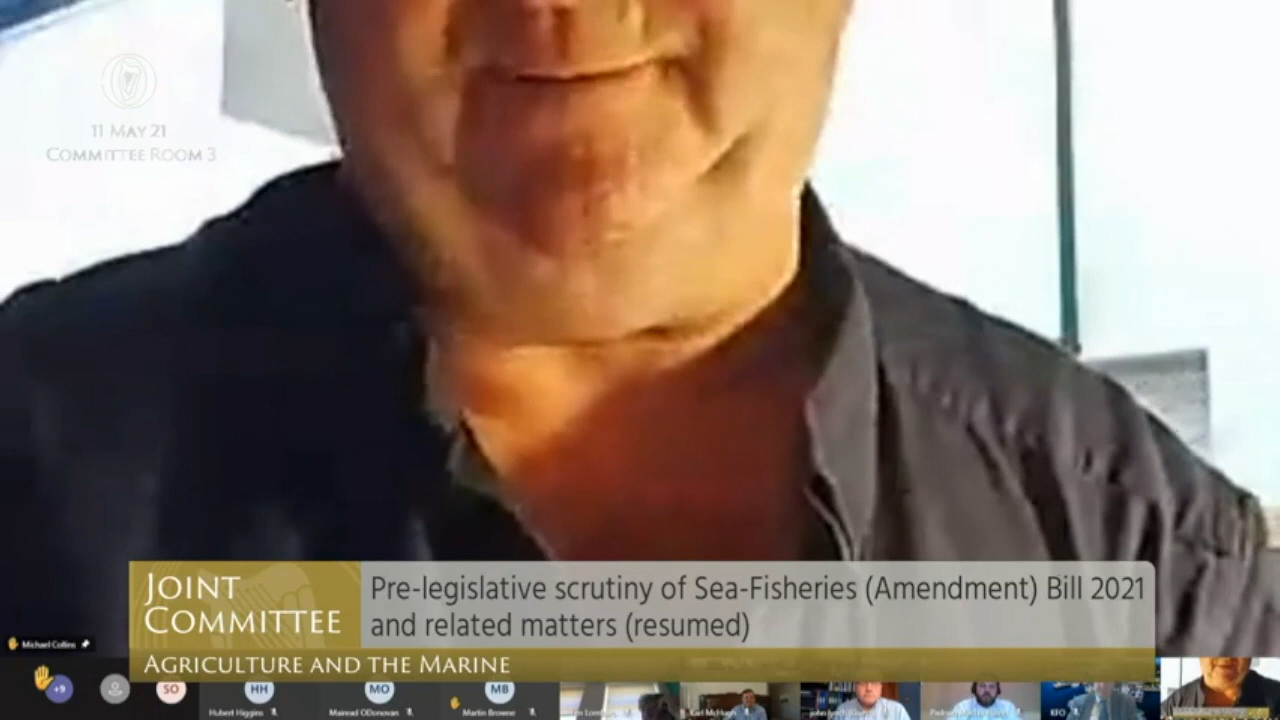 11 May 21
Committee Room 3
Joint
Committee
Pre-legislative scrutiny of Sea-Fisheries (Amendment) Bill 2021
and related matters (resumed)
Agriculture and the Marine
Michael Collins
+9
SO
HH
MO
MB
Hubert Higgins
Mairead ODonovan
Martin Browne
Karl McHugh
KFO